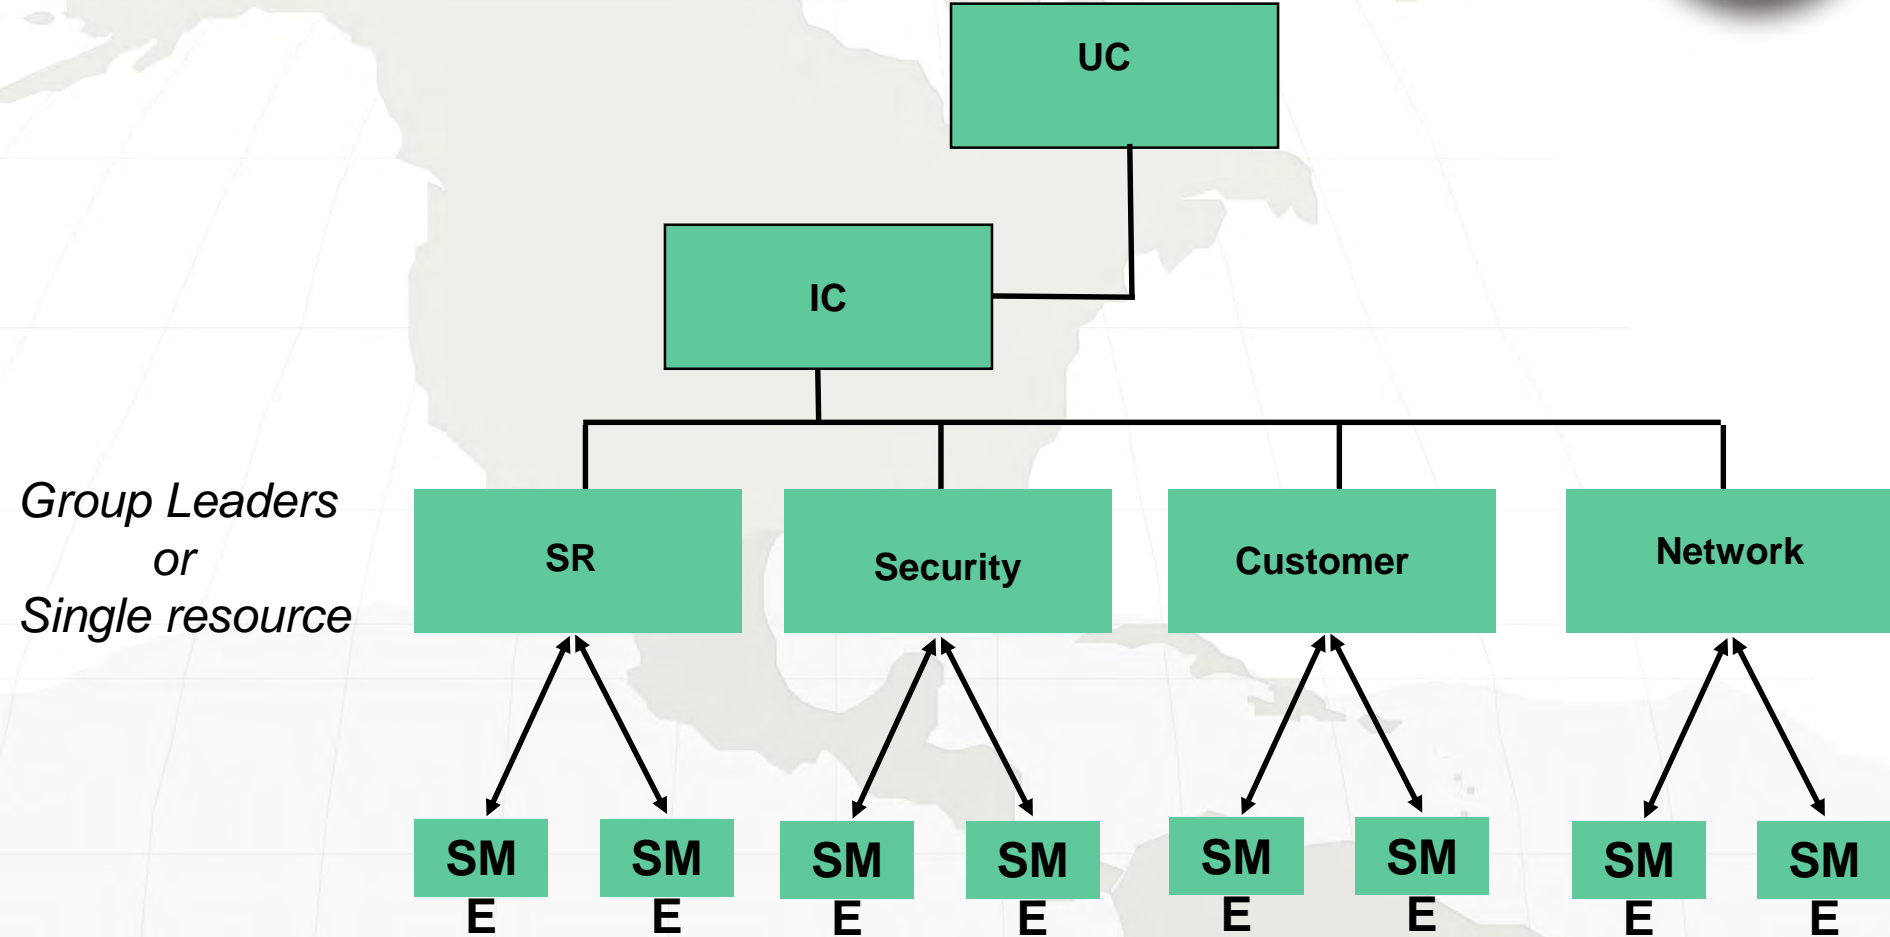 UC
IC
Group Leaders
or
Single resource
SR
Security
Customer
Network
SM
E
SM
E
SM
E
SM
E
SM
E
SM
E
SM
E
SM
E